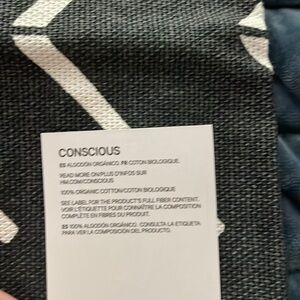 CONSCIOUS
ES ALGODÓN ORGÁNICO. FR COTON BIOLOGIQUE.
READ MORE ON/PLUS D'INFOS SUR
HM.COM/CONSCIOUS
100% ORGANIC COTTON/COTON BIOLOGIQUE
SEE LABEL FOR THE PRODUCT'S FULL FIBER CONTENT.
VOIR L'ÉTIQUETTE POUR CONNAÎTRE LA COMPOSITION
COMPLÈTE EN FIBRES DU PRODUIT.
ES 100% ALGODÓN ORGÁNICO. CONSULTA LA ETIQUETA
PARA VER LA COMPOSICIÓN DEL PRODUCTO.